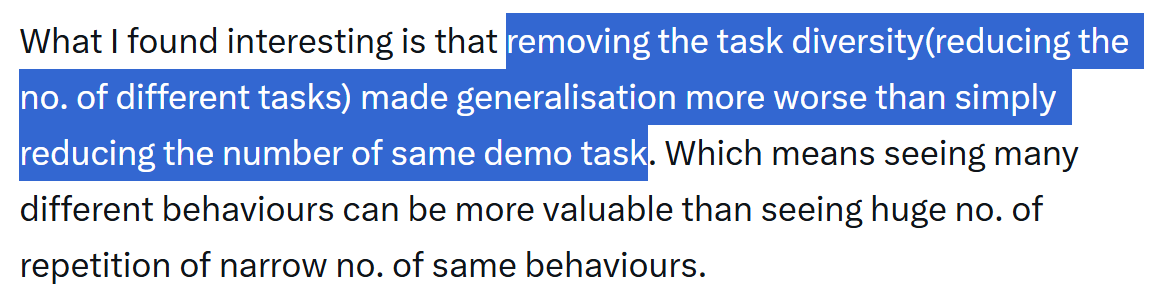 What I found interesting is that removing the task diversity(reducing the
no. of different tasks) made generalisation more worse than simply
reducing the number of same demo task. Which means seeing many
different behaviours can be more valuable than seeing huge no. of
repetition of narrow no. of same behaviours.